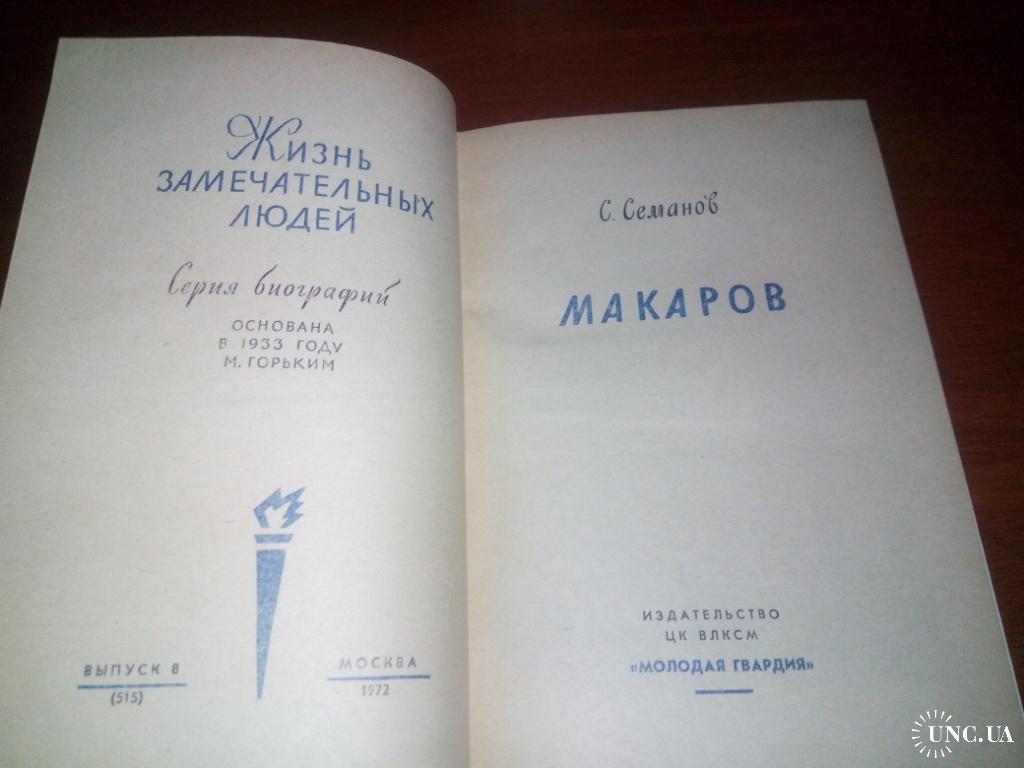 Жизнь
ЗАМЕЧАТЕЛЬНЫХ
ЛЮДЕЙ
Серия биографий
ОСНОВАНА
В 1933 ГОДУ
М. ГОРЬКИМ
ВЫПУСК 8
(515)
МОСКВА
1972
С. Семанов
МАКАРОВ
ИЗДАТЕЛЬСТВО
ЦК ВЛКСМ
«МОЛОДАЯ ГВАРДИЯ»
UNC.UA